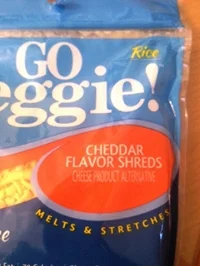 Rice
GO
eggie!
CHEDDAR
FLAVOR SHREDS
CHEESE PRODUCT ALTERNATIVE
MELTS & STRETCHES